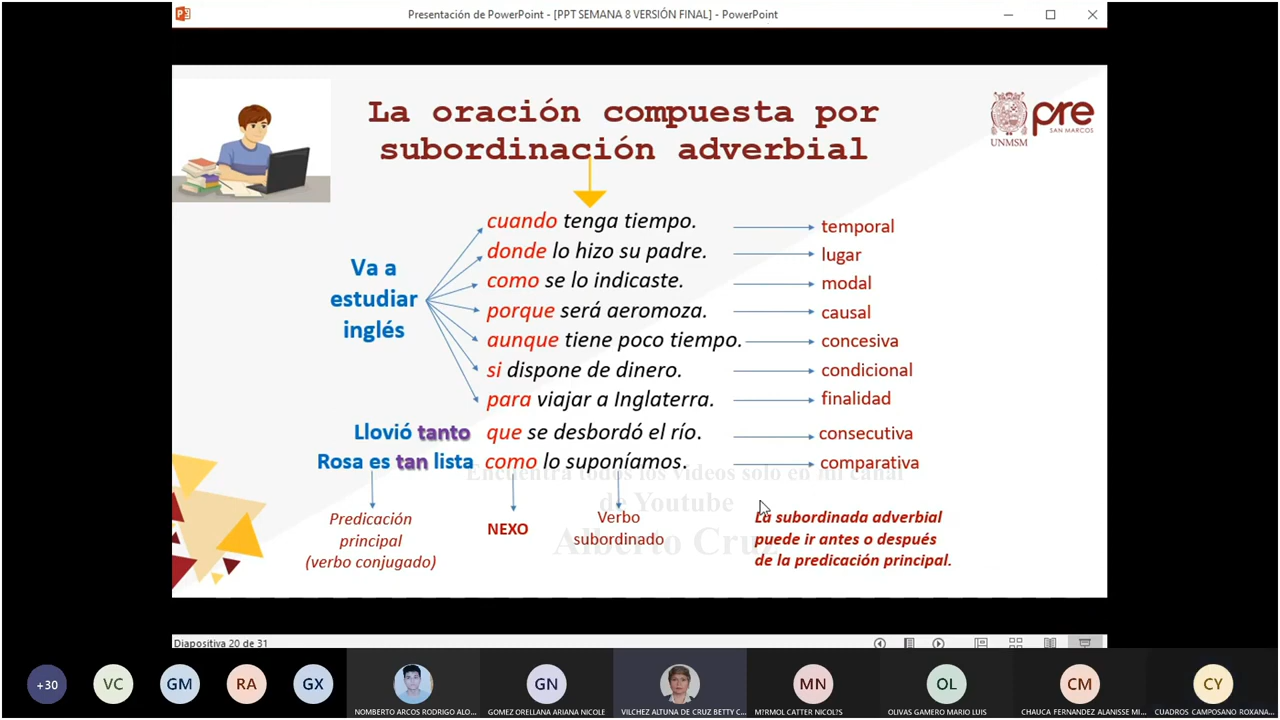 Presentación de PowerPoint - [PPT SEMANA 8 VERSIÓN FINAL] - PowerPoint
La oración compuesta por
subordinación adverbial
UNMSM
pre
SAN MARCOS
Va a
estudiar
inglés
cuando tenga tiempo. temporal
donde lo hizo su padre. lugar
como se lo indicaste. modal
porque será aeromoza. causal
aunque tiene poco tiempo. concesiva
si dispone de dinero. condicional
para viajar a Inglaterra. finalidad
Llovió tanto que se desbordó el río. consecutiva
Rosa es tan lista como lo suponíamos. comparativa
Encuentra todos los videos solo en mi canal
de Youtube
Alberto Cruz
Predicación
principal
(verbo conjugado)
NEXO
Verbo
subordinado
La subordinada adverbial
puede ir antes o después
de la predicación principal.
Diapositiva 20 de 31
+30
VC
GM
RA
GX
NOMBERTO ARCOS RODRIGO ALO...
GN
GOMEZ ORELLANA ARIANA NICOLE
VILCHEZ ALTUNA DE CRUZ BETTY C...
MN
M?RMOL CATTER NICOL?S
OL
OLIVAS GAMERO MARIO LUIS
CM
CHAUCA FERNANDEZ ALANISSE MI...
CY
CUADROS CAMPOSANO ROXANA...